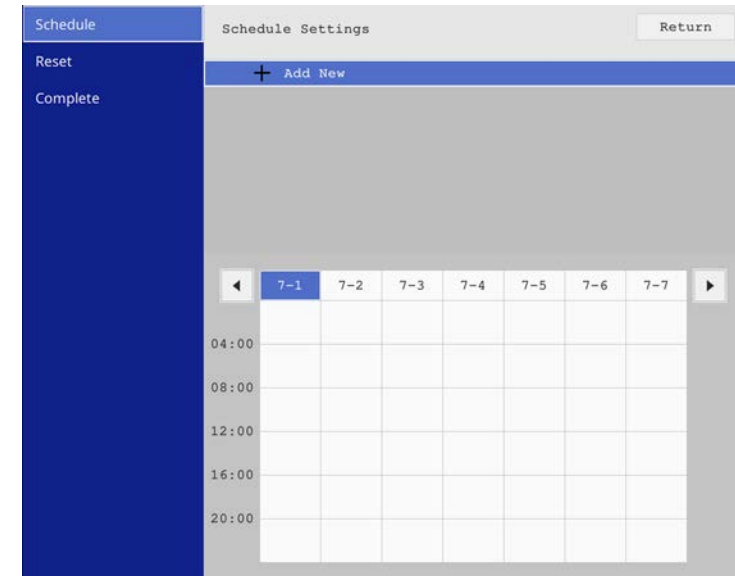 Schedule
Reset
Complete
Schedule Settings
Return
Add New
7-1 7-2 7-3 7-4 7-5 7-6 7-7
04:00
08:00
12:00
16:00
20:00